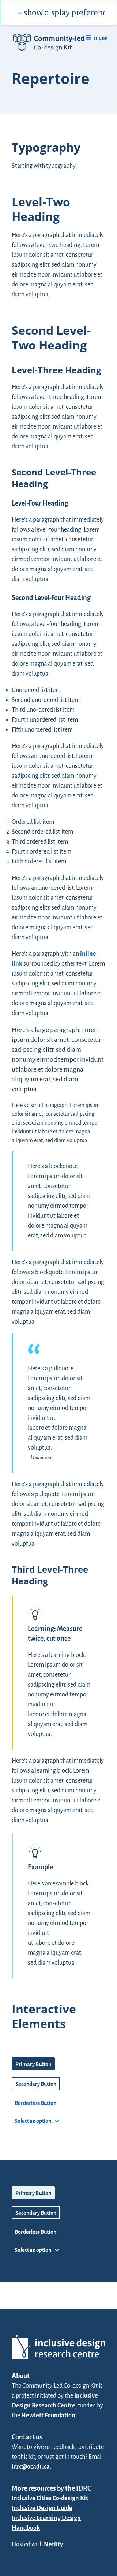 + show display preferenc
Community-led
Co-design Kit
≡ menu
Repertoire
Typography
Starting with typography.
Level-Two
Heading
Here's a paragraph that immediately
follows a level-two heading. Lorem
ipsum dolor sit amet, consetetur
sadipscing elitr, sed diam nonumy
eirmod tempor invidunt ut labore et
dolore magna aliquyam erat, sed
diam voluptua.
Second Level-
Two Heading
Level-Three Heading
Here's a paragraph that immediately
follows a level-three heading. Lorem
ipsum dolor sit amet, consetetur
sadipscing elitr, sed diam nonumy
eirmod tempor invidunt ut labore et
dolore magna aliquyam erat, sed
diam voluptua.
Second Level-Three
Heading
Level-Four Heading
Here's a paragraph that immediately
follows a level-four heading. Lorem
ipsum dolor sit amet, consetetur
sadipscing elitr, sed diam nonumy
eirmod tempor invidunt ut labore et
dolore magna aliquyam erat, sed
diam voluptua.
Second Level-Four Heading
Here's a paragraph that immediately
follows a level-four heading. Lorem
ipsum dolor sit amet, consetetur
sadipscing elitr, sed diam nonumy
eirmod tempor invidunt ut labore et
dolore magna aliquyam erat, sed
diam voluptua.
• Unordered list item
• Second unordered list item
• Third unordered list item
• Fourth unordered list item
• Fifth unordered list item
Here's a paragraph that immediately
follows an unordered list. Lorem
ipsum dolor sit amet, consetetur
sadipscing elitr, sed diam nonumy
eirmod tempor invidunt ut labore et
dolore magna aliquyam erat, sed
diam voluptua.
1. Ordered list item
2. Second ordered list item
3. Third ordered list item
4. Fourth ordered list item
5. Fifth ordered list item
Here's a paragraph that immediately
follows an unordered list. Lorem
ipsum dolor sit amet, consetetur
sadipscing elitr, sed diam nonumy
eirmod tempor invidunt ut labore et
dolore magna aliquyam erat, sed
diam voluptua.
Here's a paragraph with an inline
link surrounded by other text. Lorem
ipsum dolor sit amet, consetetur
sadipscing elitr, sed diam nonumy
eirmod tempor invidunt ut labore et
dolore magna aliquyam erat, sed
diam voluptua.
Here's a large paragraph. Lorem
ipsum dolor sit amet, consetetur
sadipscing elitr, sed diam
nonumy eirmod tempor invidunt
ut labore et dolore magna
aliquyam erat, sed diam
voluptua.
Here's a small paragraph. Lorem ipsum
dolor sit amet, consetetur sadipscing
elitr, sed diam nonumy eirmod tempor
invidunt ut labore et dolore magna
aliquyam erat, sed diam voluptua
Here's a blockquote.
Lorem ipsum dolor sit
amet, consetetur
sadipscing elitr, sed diam
nonumy eirmod tempor
invidunt ut labore et
dolore magna aliquyam
erat, sed diam voluptua.
Here's a paragraph that immediately
follows a blockquote. Lorem ipsum
dolor sit amet, consetetur sadipscing
elitr, sed diam nonumy eirmod
tempor invidunt ut labore et dolore
magna aliquyam erat, sed diam
voluptua.
“
Here's a pullquote.
Lorem ipsum dolor sit
amet, consetetur
sadipscing elitr, sed diam
nonumy eirmod tempor
invidunt ut
labore et dolore magna
aliquyam erat, sed diam
voluptua.
–Unknown
Here's a paragraph that immediately
follows a pullquote. Lorem ipsum
dolor sit amet, consetetur sadipscing
elitr, sed diam nonumy eirmod
tempor invidunt ut labore et dolore
magna aliquyam erat, sed diam
voluptua.
Third Level-Three
Heading
Learning: Measure
twice, cut once
Here's a learning block.
Lorem ipsum dolor sit
amet, consetetur
sadipscing elitr, sed diam
nonumy eirmod tempor
invidunt ut
labore et dolore magna
aliquyam erat, sed diam
voluptua.
Here's a paragraph that immediately
follows a learning block. Lorem
ipsum dolor sit amet, consetetur
sadipscing elitr, sed diam nonumy
eirmod tempor invidunt ut labore et
dolore magna aliquyam erat, sed
diam voluptua.
Example
Here's an example block.
Lorem ipsum dolor sit
amet, consetetur
sadipscing elitr, sed diam
nonumy eirmod tempor
invidunt
ut labore et dolore
magna aliquyam erat,
sed diam voluptua.
Interactive
Elements
Primary Button
Secondary Button
Borderless Button
Select an option...
Primary Button
Secondary Button
Borderless Button
Select an option...
inclusive design
research centre
About
The Community-Led Co-design Kit is
a project initiated by the Inclusive
Design Research Centre, funded by
the Hewlett Foundation.
Contact us
Want to give us feedback, contribute
to this kit, or just get in touch? Email
idrc@ocadu.ca.
More resources by the IDRC
Inclusive Cities Co-design Kit
Inclusive Design Guide
Inclusive Learning Design
Handbook
Hosted with Netlify